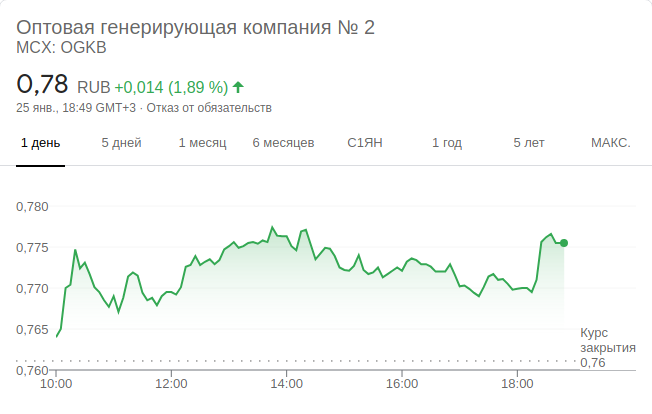 Оптовая генерирующая компания № 2
MCX: OGKB
0,78 RUB +0,014 (1,89 %)
25 янв., 18:49 GMT+3 · Отказ от обязательств
1 день 5 дней 1 месяц 6 месяцев С1ЯН 1 год 5 лет МАКС.
0,780
0,775
0,770
0,765
Курс
закрытия
0,76
0,760
10:00 12:00 14:00 16:00 18:00